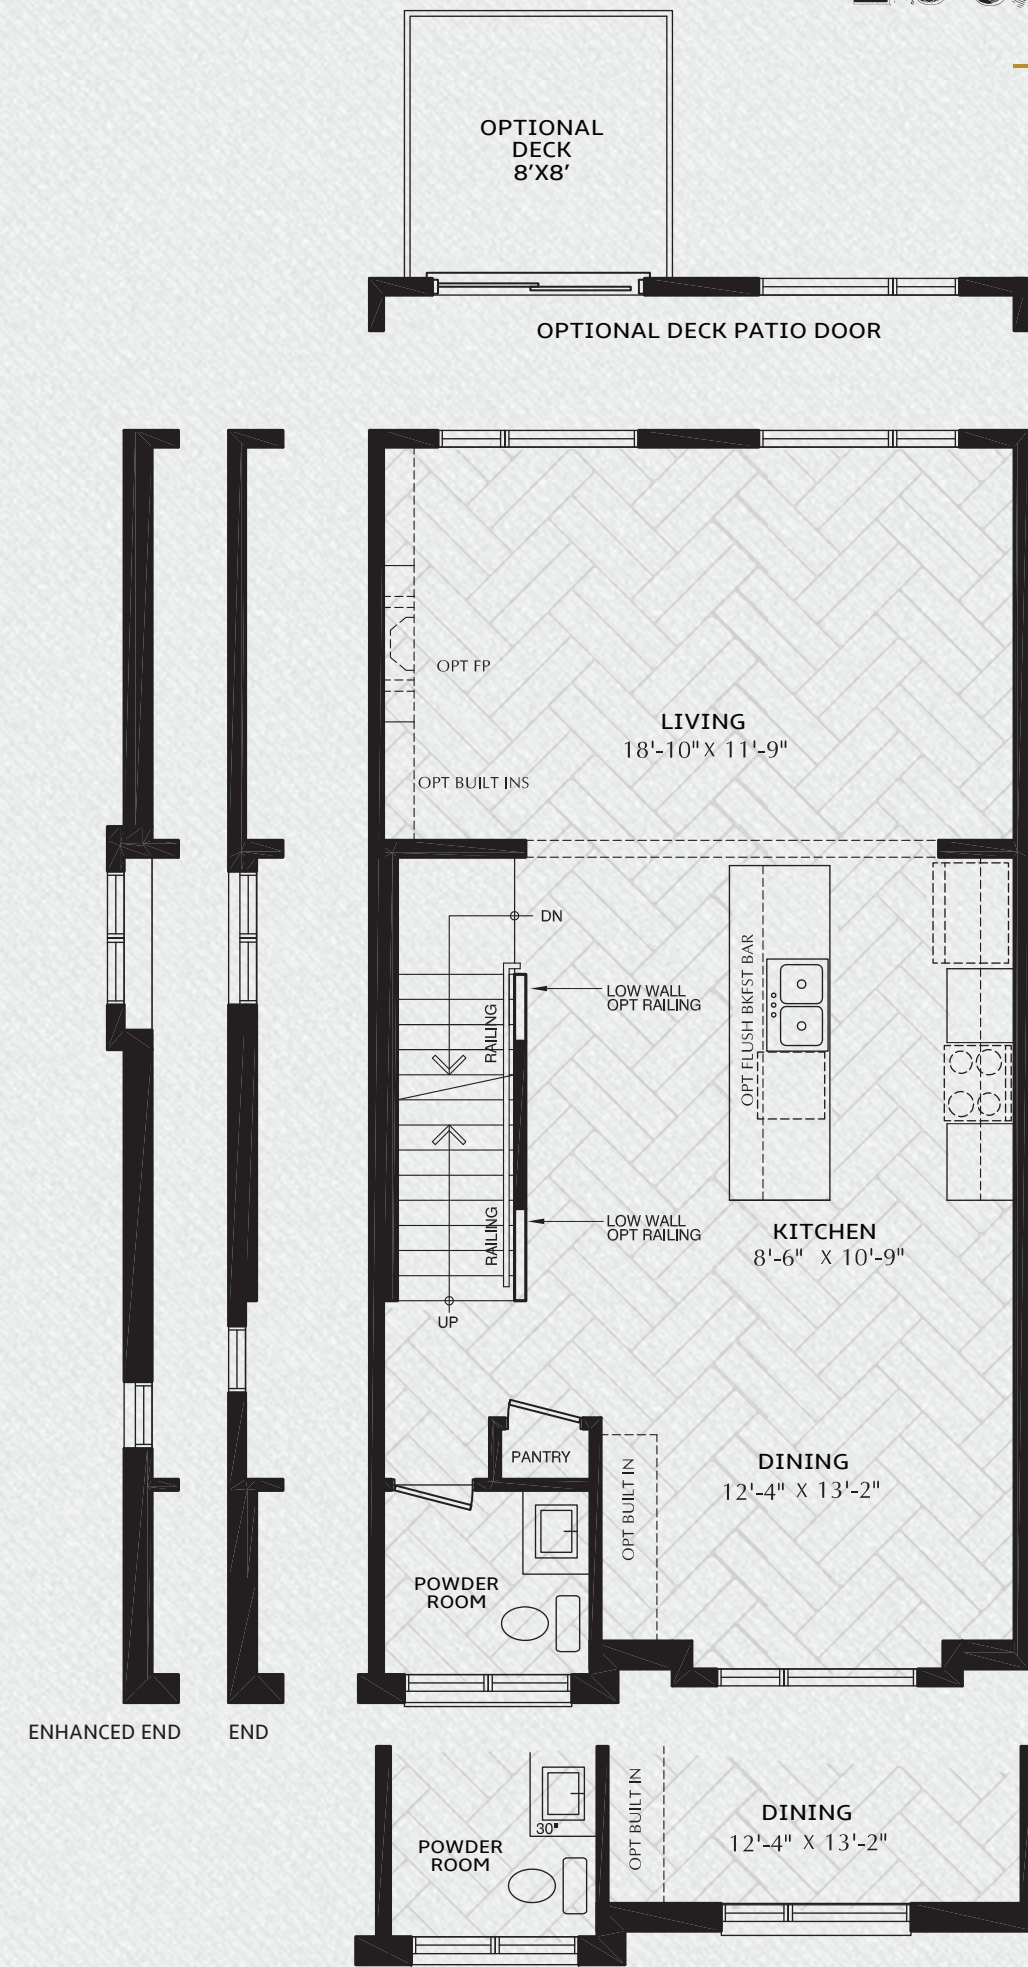 OPTIONAL
DECK
8'X8'
OPTIONAL DECK PATIO DOOR
OPT FP
LIVING
18'-10" X 11'-9"
OPT BUILT INS
DN
LOW WALL
OPT RAILING
RAILING
OPT FLUSH BKFST BAR
RAILING
LOW WALL
OPT RAILING
KITCHEN
8'-6" X 10'-9"
UP
PANTRY
DINING
12'-4" X 13'-2"
OPT BUILT IN
POWDER
ROOM
ENHANCED END
END
OPT BUILT IN
DINING
12'-4" X 13'-2"
30"
POWDER
ROOM